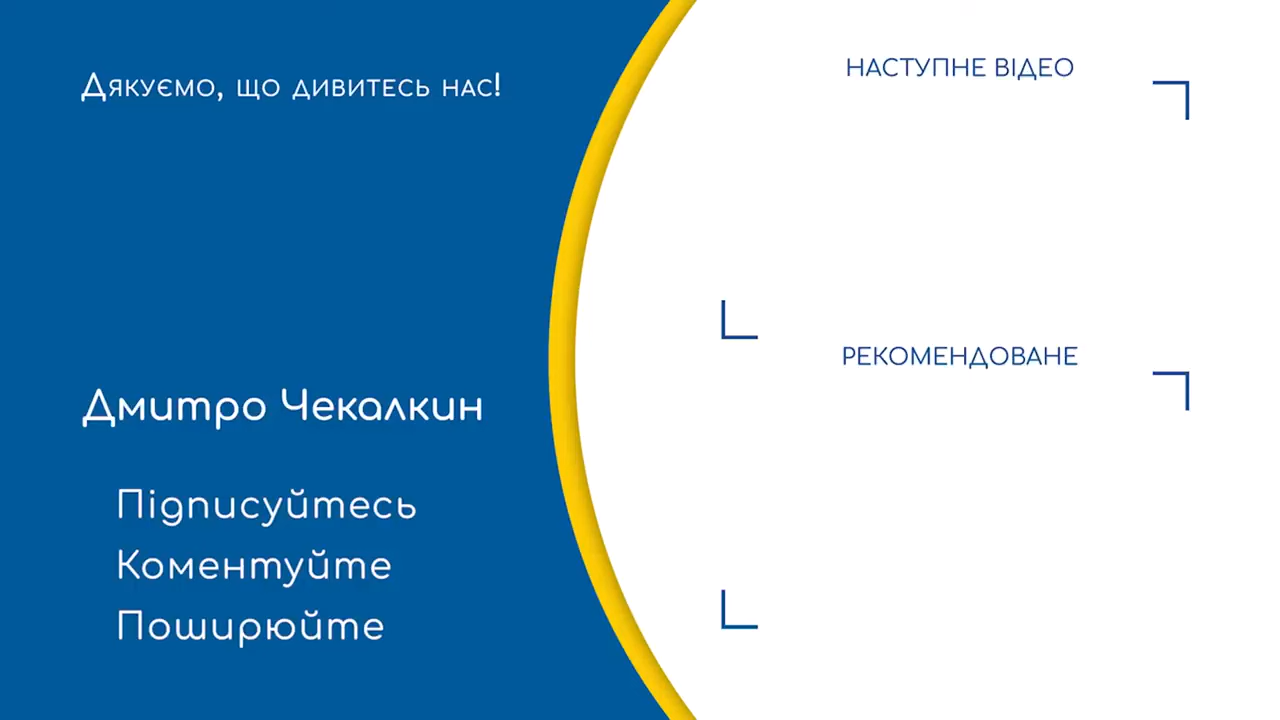 Дякуємо, що дивитесь нас!
Дмитро Чекалкин
Підписуйтесь
Коментуйте
Поширюйте
НАСТУПНЕ ВІДЕО
РЕКОМЕНДОВАНЕ